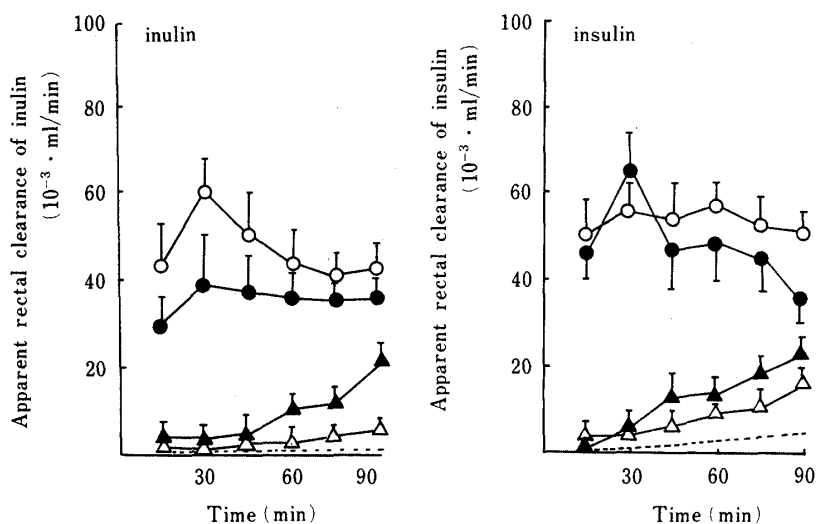 inulin
Apparent rectal clearance of inulin
(10⁻³ · ml/min)
100
80
60
40
20
30
60
90
Time (min)
insulin
Apparent rectal clearance of insulin
(10⁻³ · ml/min)
100
80
60
40
20
30
60
90
Time (min)